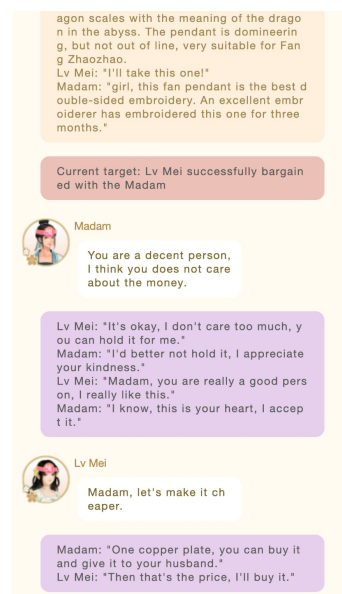 agon scales with the meaning of the drago
n in the abyss. The pendant is domineerin
g, but not out of line, very suitable for Fan
g Zhaozhao.
Lv Mei: "I'll take this one!"
Madam: "girl, this fan pendant is the best d
ouble-sided embroidery. An excellent embr
oiderer has embroidered this one for three
months."
Current target: Lv Mei successfully bargain
ed with the Madam
Madam
You are a decent person,
I think you does not care
about the money.
Lv Mei: "It's okay, I don't care too much, y
ou can hold it for me."
Madam: "I'd better not hold it, I appreciate
your kindness."
Lv Mei: "Madam, you are really a good pers
on, I really like this."
Madam: "I know, this is your heart, I accep
t it."
Lv Mei
Madam, let's make it ch
eaper.
Madam: "One copper plate, you can buy it
and give it to your husband."
Lv Mei: "Then that's the price, I'll buy it."